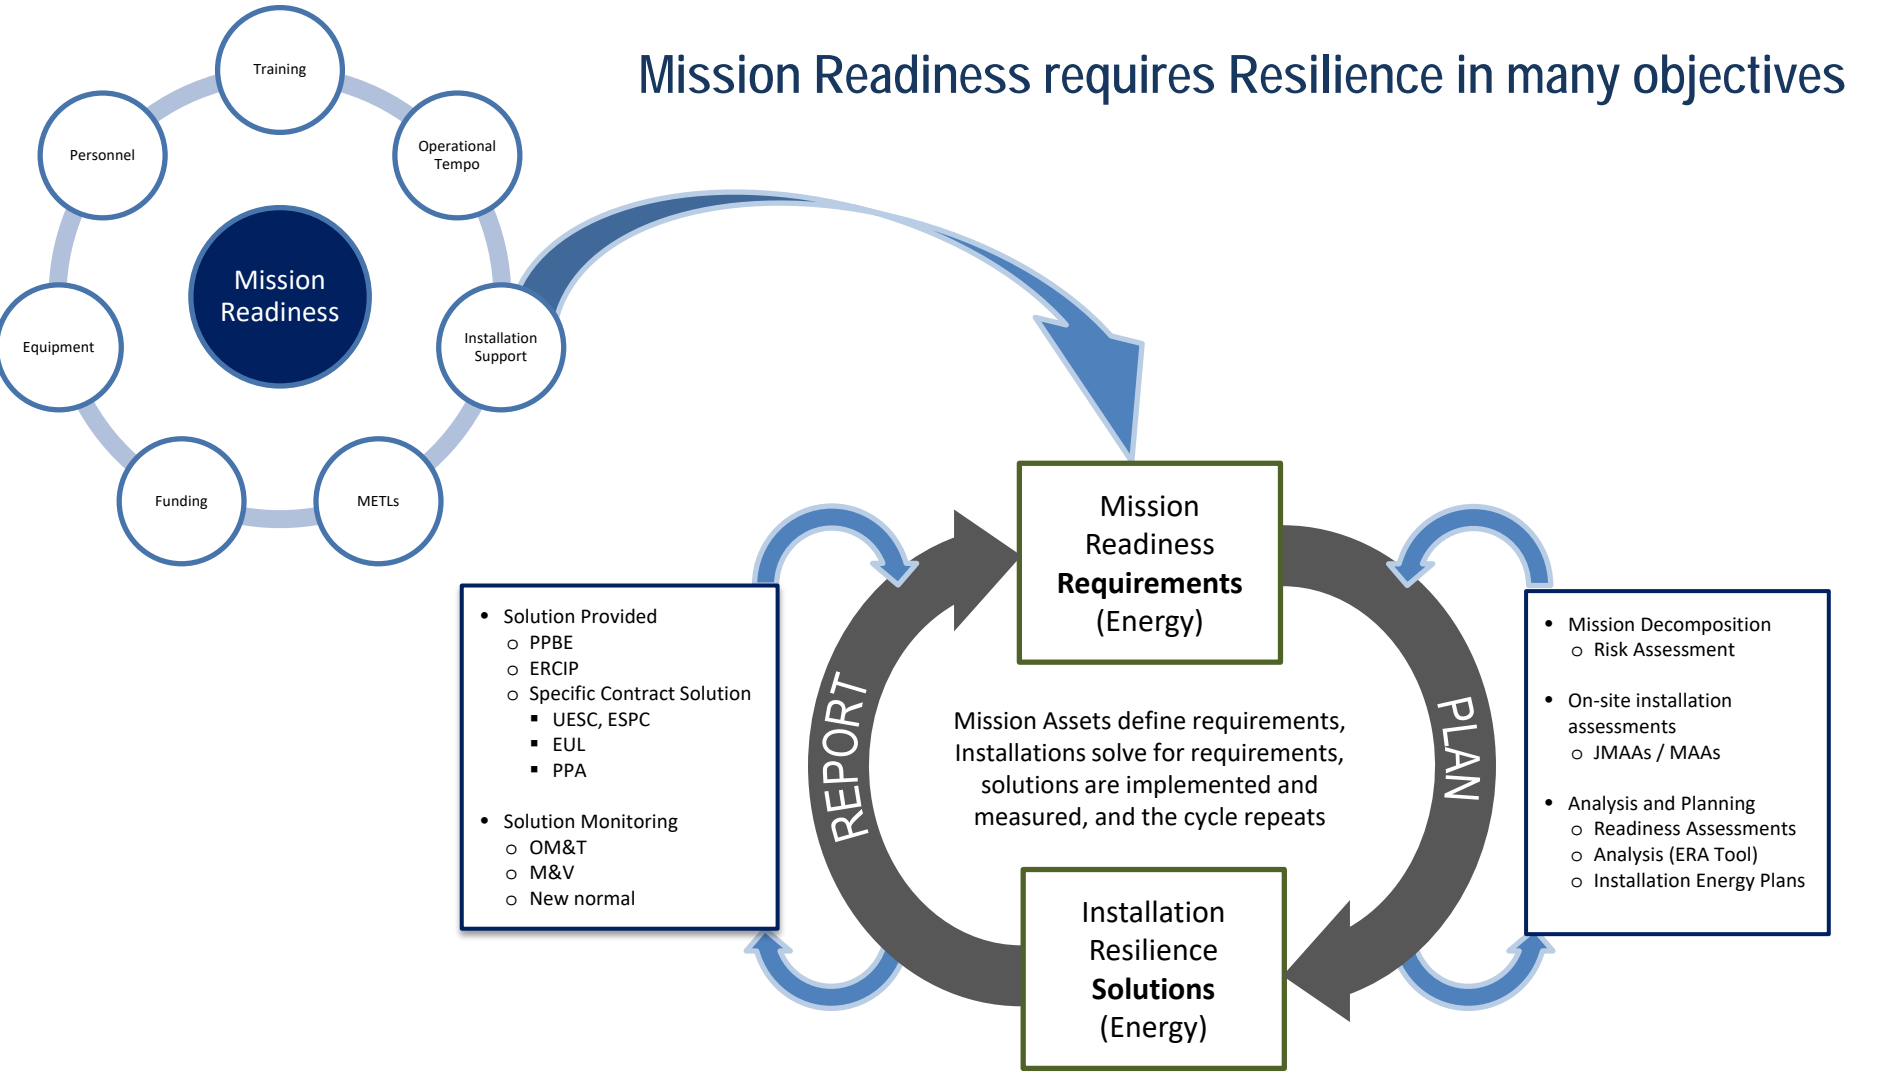 Mission Readiness requires Resilience in many objectives
Training
Operational
Tempo
Personnel
Mission
Readiness
Equipment
Installation
Support
Funding
METLs
Mission
Readiness
Requirements
(Energy)
• Solution Provided
o PPBE
o ERCIP
o Specific Contract Solution
▪ UESC, ESPC
▪ EUL
▪ PPA
• Solution Monitoring
o OM&T
o M&V
o New normal
REPORT
Mission Assets define requirements,
Installations solve for requirements,
solutions are implemented and
measured, and the cycle repeats
PLAN
• Mission Decomposition
o Risk Assessment
• On-site installation
assessments
o JMAAs / MAAs
• Analysis and Planning
o Readiness Assessments
o Analysis (ERA Tool)
o Installation Energy Plans
Installation
Resilience
Solutions
(Energy)